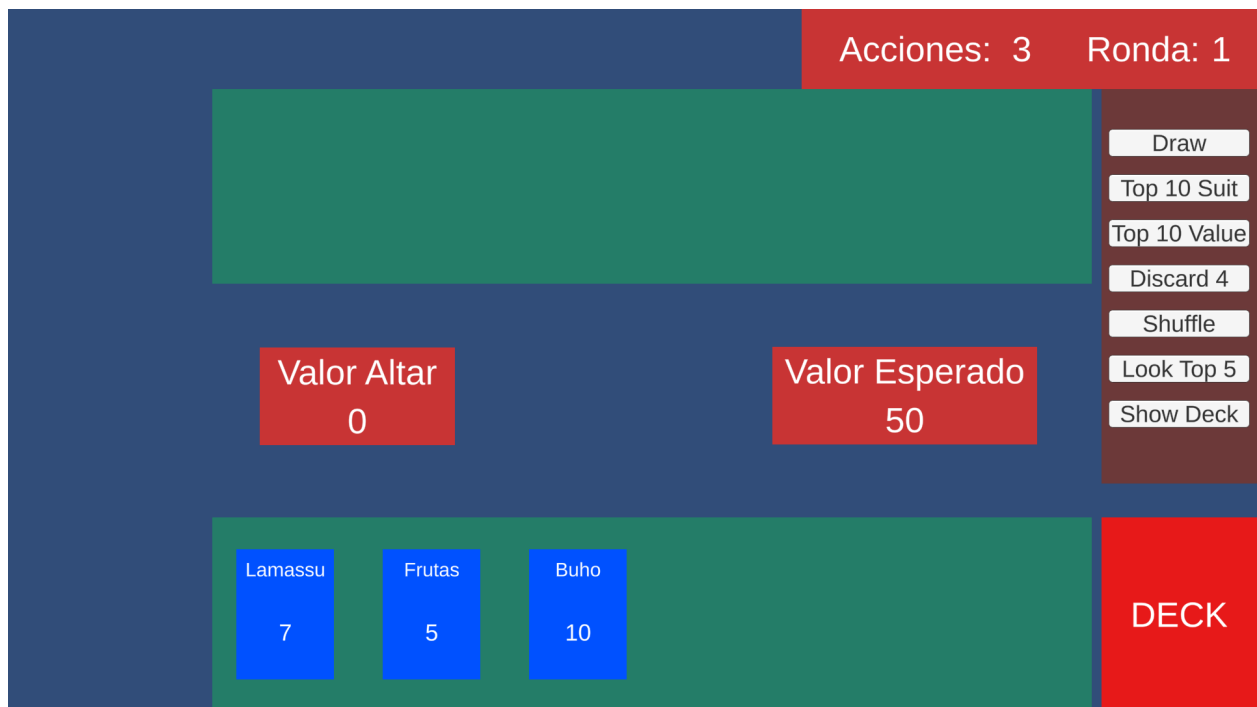 Acciones: 3 Ronda: 1
Draw
Top 10 Suit
Top 10 Value
Discard 4
Shuffle
Look Top 5
Show Deck
Valor Altar
0
Valor Esperado
50
Lamassu
7
Frutas
5
Buho
10
DECK